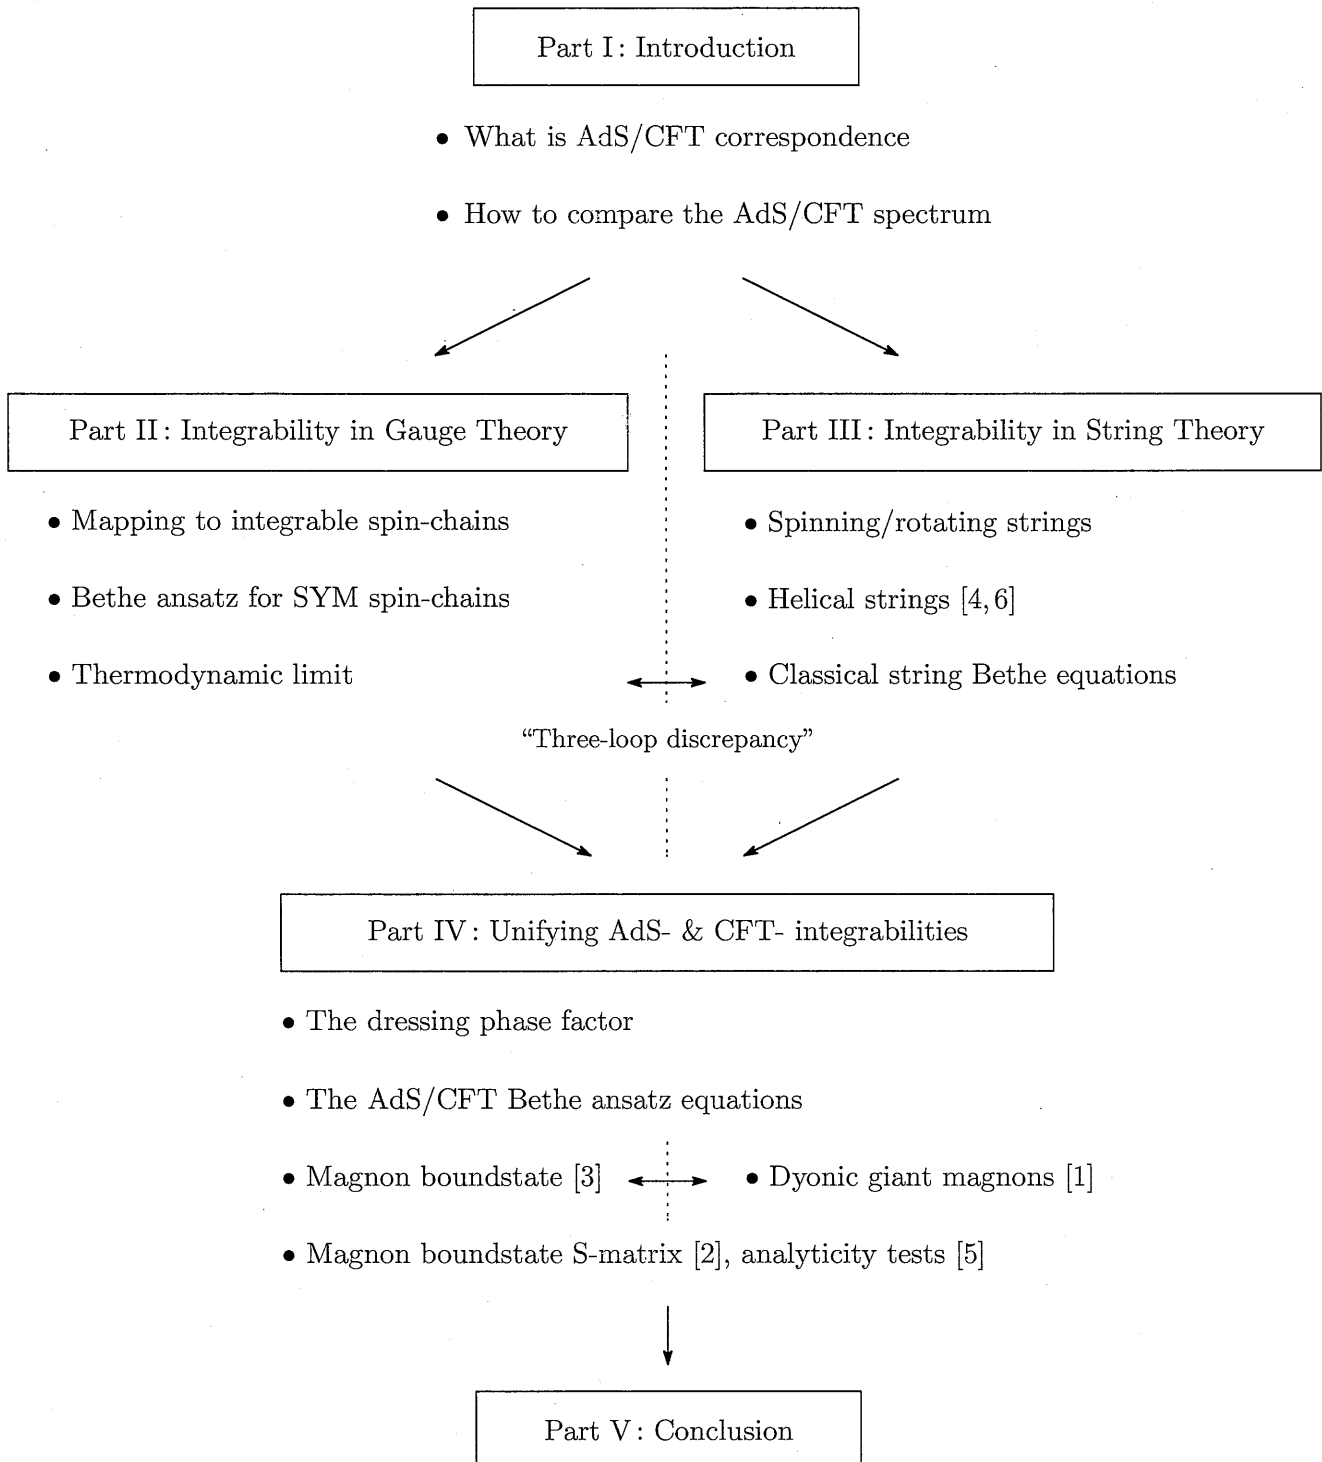 Part I: Introduction
• What is AdS/CFT correspondence
• How to compare the AdS/CFT spectrum
Part II: Integrability in Gauge Theory
• Mapping to integrable spin-chains
• Bethe ansatz for SYM spin-chains
• Thermodynamic limit
Part III: Integrability in String Theory
• Spinning/rotating strings
• Helical strings [4, 6]
• Classical string Bethe equations
“Three-loop discrepancy”
Part IV: Unifying AdS- & CFT- integrabilities
• The dressing phase factor
• The AdS/CFT Bethe ansatz equations
• Magnon boundstate [3]
• Dyonic giant magnons [1]
• Magnon boundstate S-matrix [2], analyticity tests [5]
Part V: Conclusion